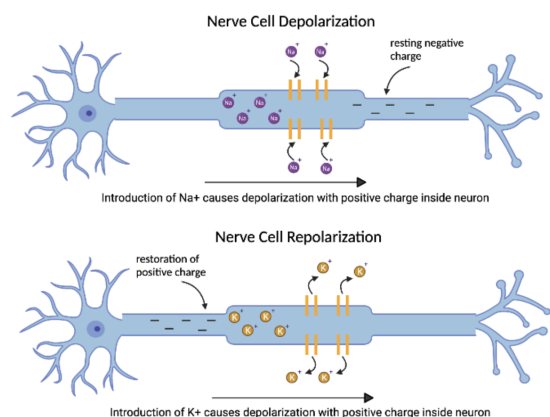 Nerve Cell Depolarization
Na+
Na+
resting negative
charge
Na+
Na+
Na+
Na+
Na+
Na+
Introduction of Na+ causes depolarization with positive charge inside neuron
Nerve Cell Repolarization
restoration of
positive charge
K+
K+
K+
K+
K+
K+
K+
K+
Introduction of K+ causes depolarization with positive charge inside neuron